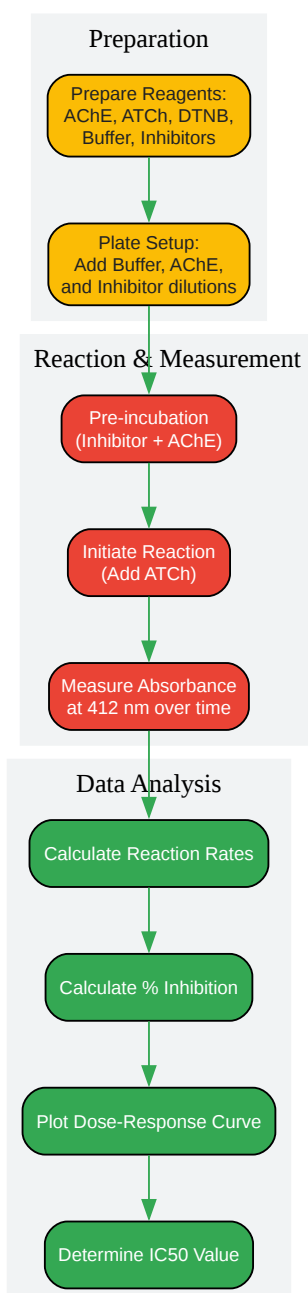 Preparation
Prepare Reagents:
AChE, ATCh, DTNB,
Buffer, Inhibitors
Plate Setup:
Add Buffer, AChE,
and Inhibitor dilutions
Reaction & Measurement
Pre-incubation
(Inhibitor + AChE)
Initiate Reaction
(Add ATCh)
Measure Absorbance
at 412 nm over time
Data Analysis
Calculate Reaction Rates
Calculate % Inhibition
Plot Dose-Response Curve
Determine IC50 Value